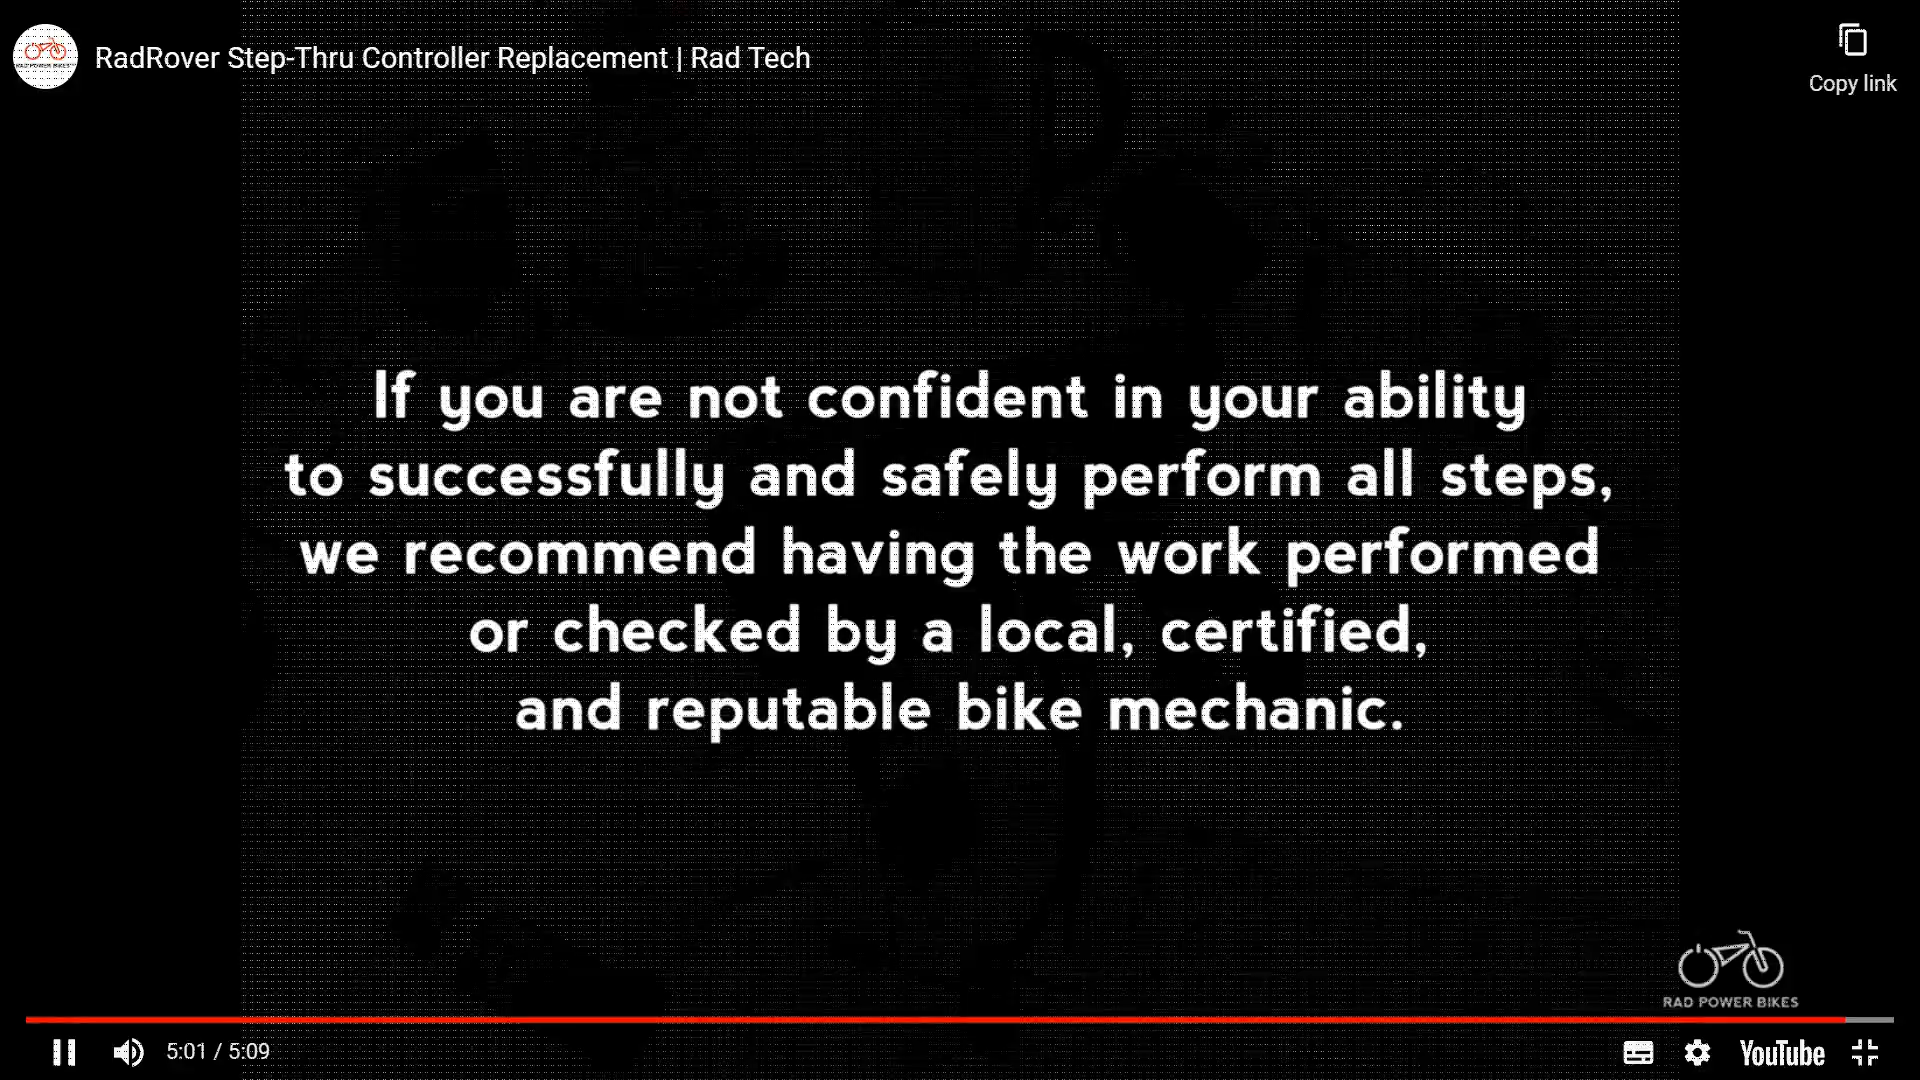 RadRover Step-Thru Controller Replacement | Rad Tech
Copy link
If you are not confident in your ability
to successfully and safely perform all steps,
we recommend having the work performed
or checked by a local, certified,
and reputable bike mechanic.
RAD POWER BIKES
5:01 / 5:09
YouTube